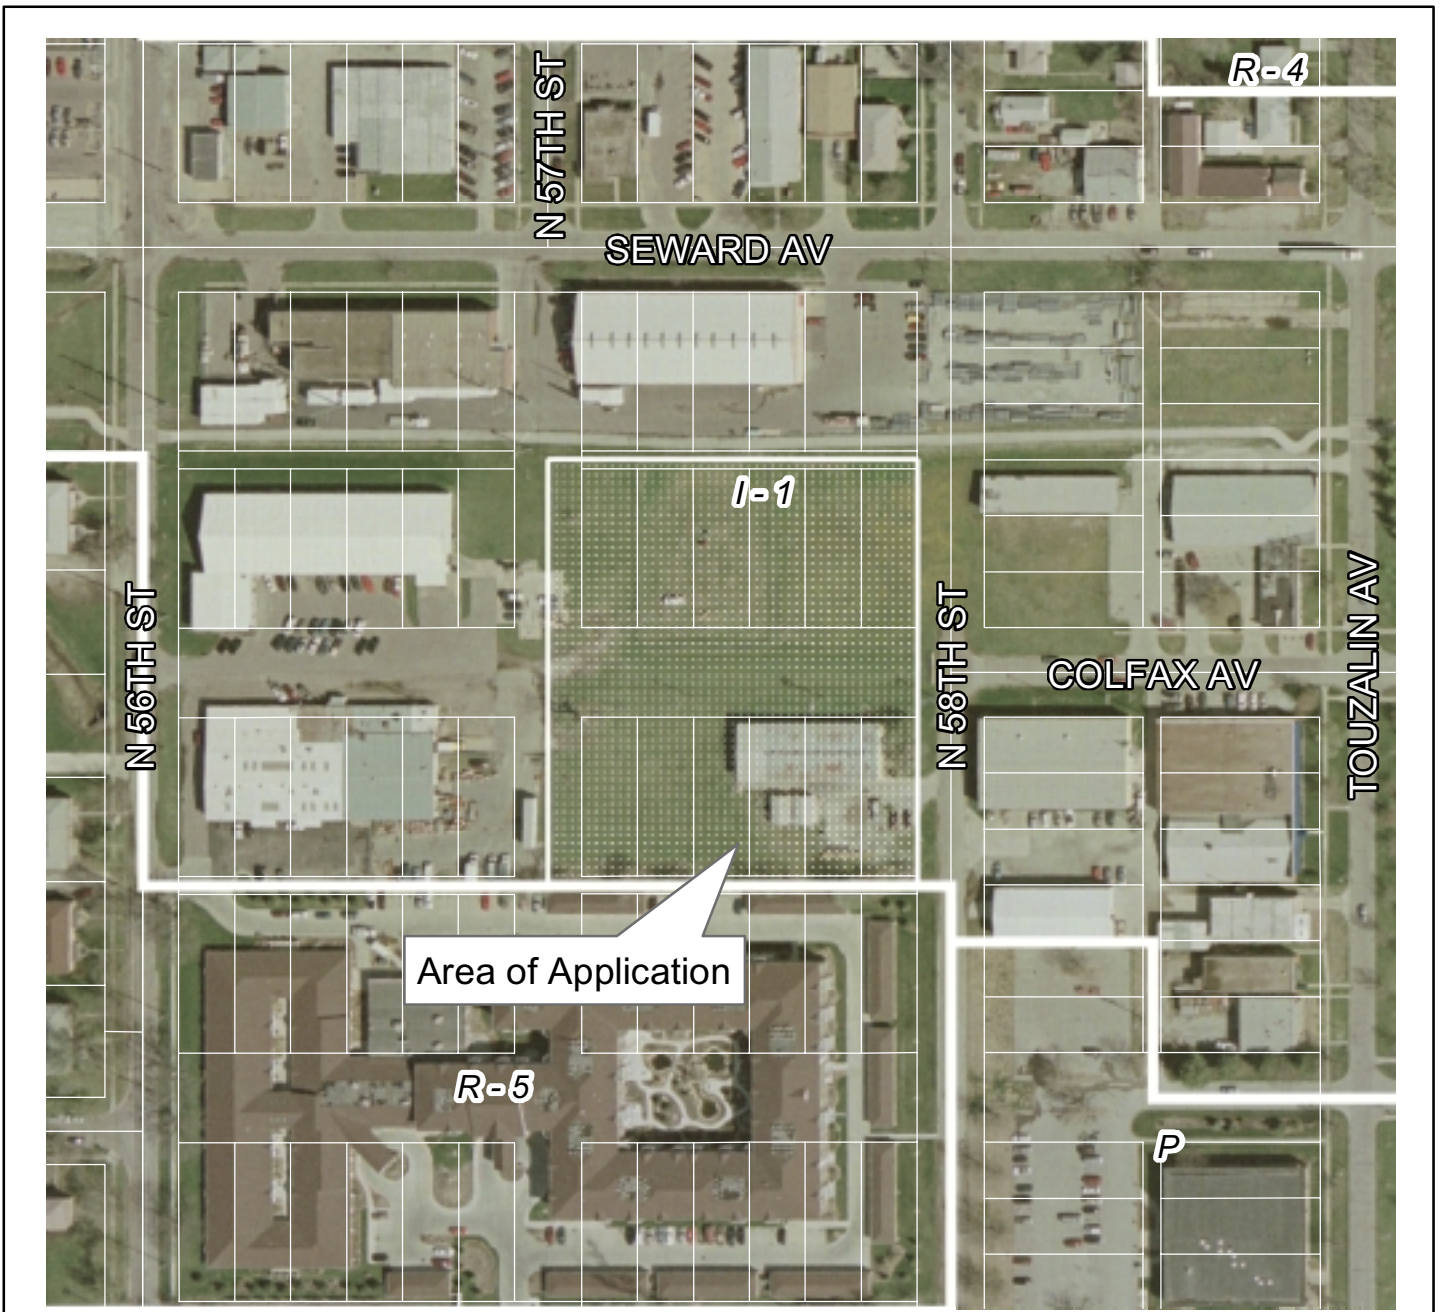 R - 4
N 57TH ST
SEWARD AV
I - 1
N 56TH ST
N 58TH ST
COLFAX AV
TOUZALIN AV
Area of Application
R - 5
P